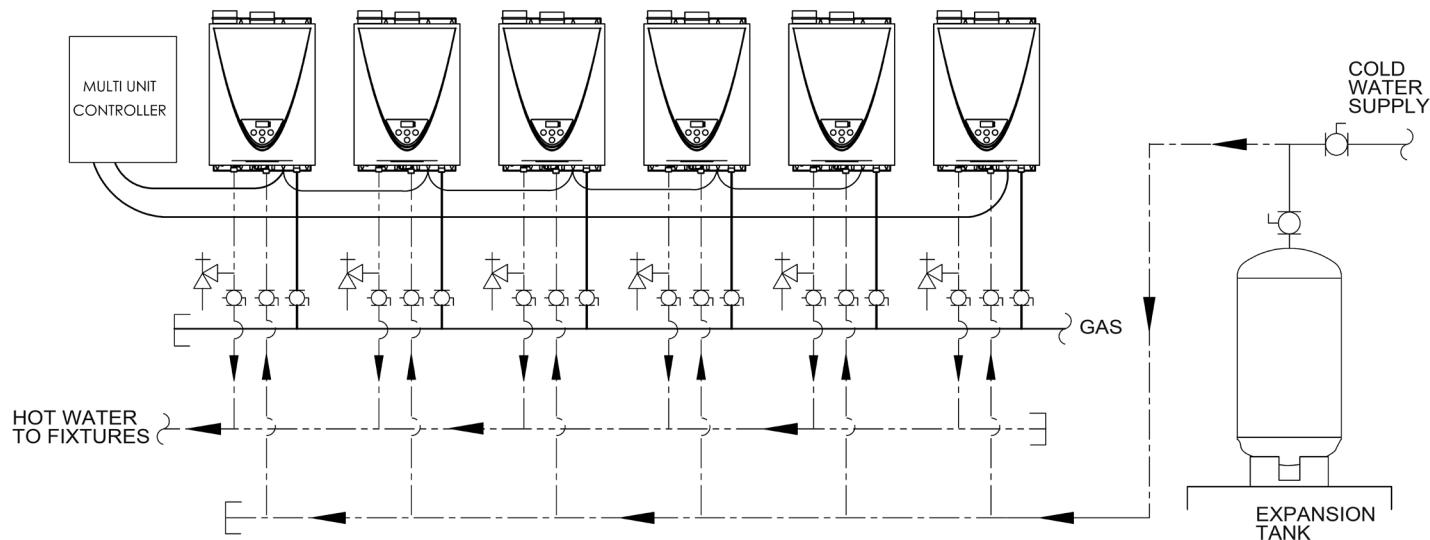 MULTI UNIT
CONTROLLER
COLD
WATER
SUPPLY
GAS
HOT WATER
TO FIXTURES
EXPANSION
TANK